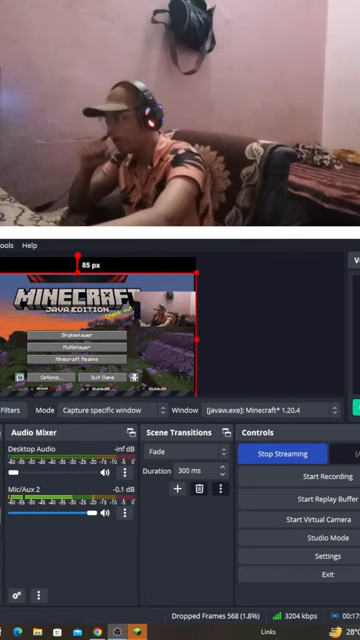 ools Help
85 px
MINECRAFT
JAVA EDITION
Singleplayer
Multiplayer
Minecraft Realms
Options... Quit Game
Filters Mode Capture specific window Window [javaw.exe]: Minecraft* 1.20.4
Audio Mixer Scene Transitions Controls
Desktop Audio -inf dB
-60 -55 -50 -45 -40 -35 -30 -25 -20 -15 -10 -5 0
Fade
Stop Streaming
Duration 300 ms
Start Recording
Mic/Aux 2 -0.1 dB
-60 -55 -50 -45 -40 -35 -30 -25 -20 -15 -10 -5 0
Start Replay Buffer
Start Virtual Camera
Studio Mode
Settings
Exit
Dropped Frames 568 (1.8%) 3204 kbps 00:17
Links 28°